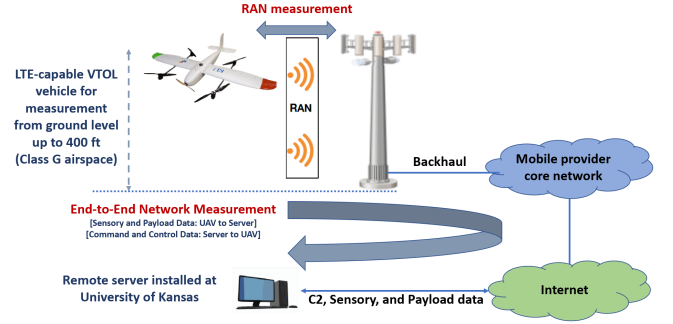 RAN measurement
LTE-capable VTOL
vehicle for
measurement
from ground level
up to 400 ft
(Class G airspace)
RAN
Backhaul
Mobile provider
core network
End-to-End Network Measurement
[Sensory and Payload Data: UAV to Server]
[Command and Control Data: Server to UAV]
Remote server installed at
University of Kansas
C2, Sensory, and Payload data
Internet